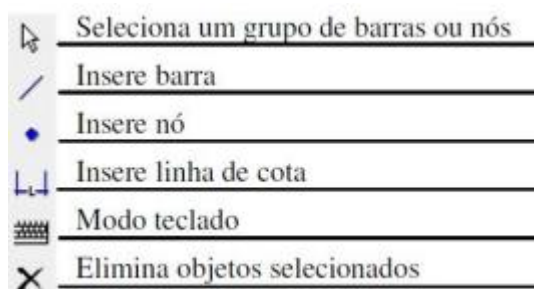 Seleciona um grupo de barras ou nós
Insere barra
Insere nó
L
Insere linha de cota
Modo teclado
Elimina objetos selecionados